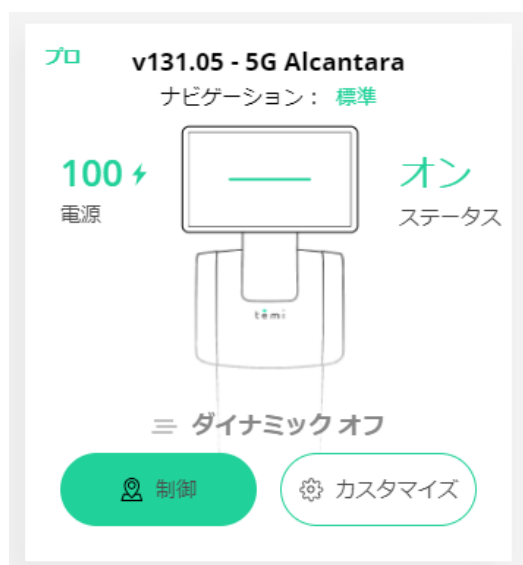 プロ
v131.05 - 5G Alcantara
ナビゲーション： 標準
100
電源
オン
ステータス
temi
ダイナミック オフ
制御
カスタマイズ